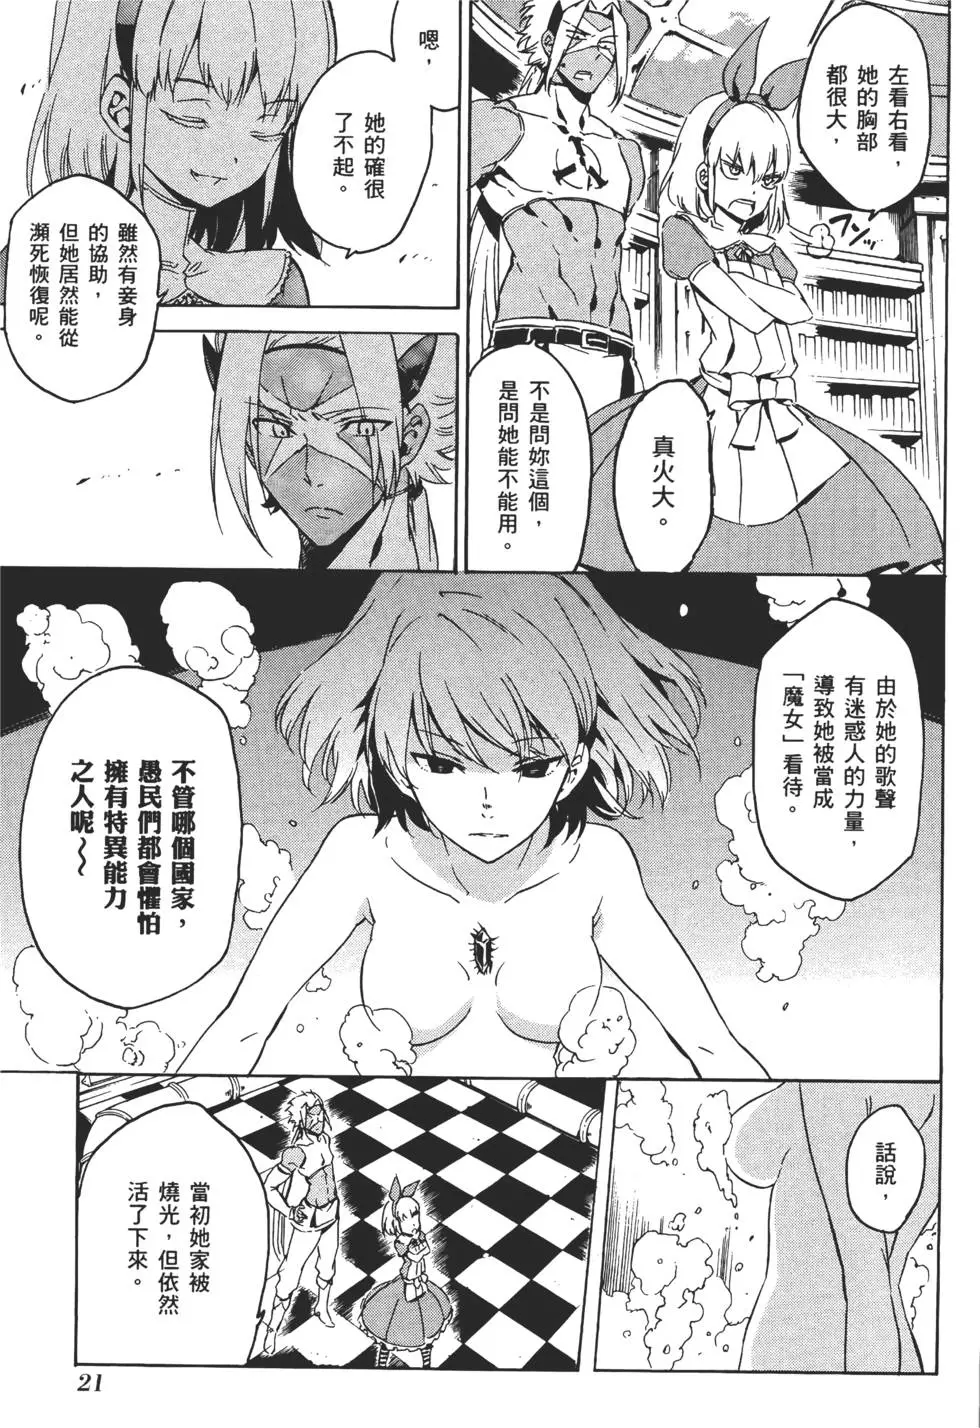 左看右看，
她的胸部
都很大，
フンッ
真火大。
不是問妳這個，
是問她能不能用。
嗯，
她的確很
了不起。
雖然有妾身
的協助，
但她居然能從
瀕死恢復呢。
由於她的歌聲
有迷惑人的力量，
導致她被當成
「魔女」看待。
不管哪個國家，
愚民們都會懼怕
擁有特異能力
之人呢～
話說，
當初她家被
燒光，但依然
活了下來。
21